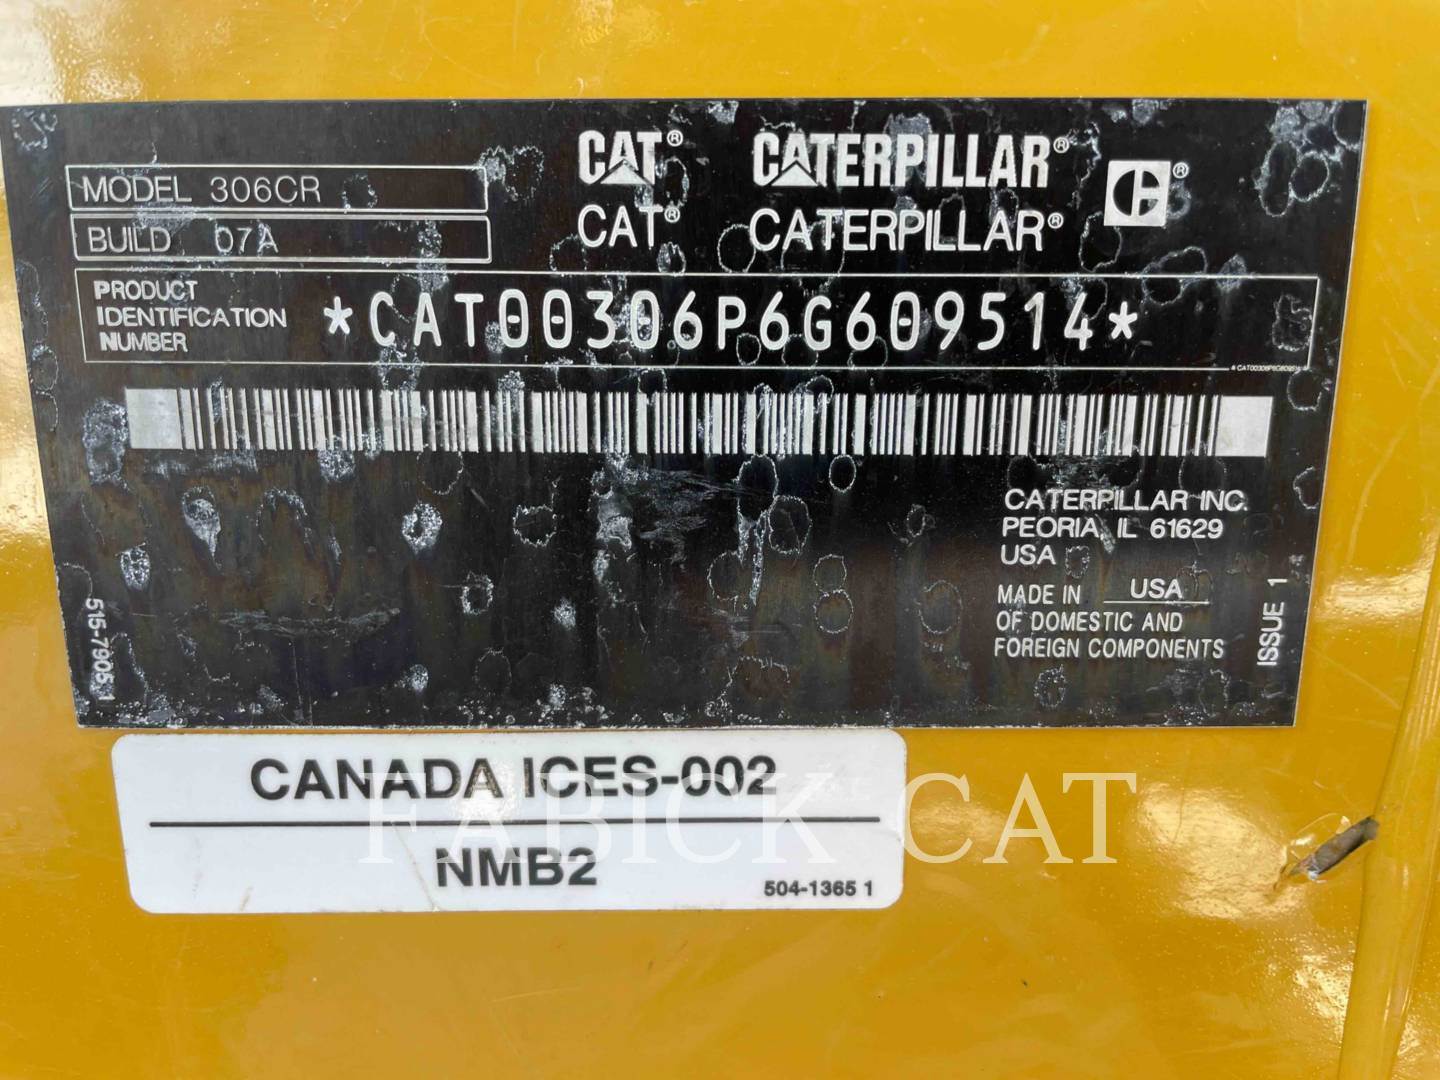 CAT® CATERPILLAR® C®
CAT® CATERPILLAR®
MODEL 306CR
BUILD 07A
PRODUCT
IDENTIFICATION
NUMBER
*CAT00306P6G609514*
CATERPILLAR INC.
PEORIA, IL 61629
USA
MADE IN USA
OF DOMESTIC AND
FOREIGN COMPONENTS
ISSUE 1
515-7905 1
CANADA ICES-002
NMB2
504-1365 1
FABICK CAT